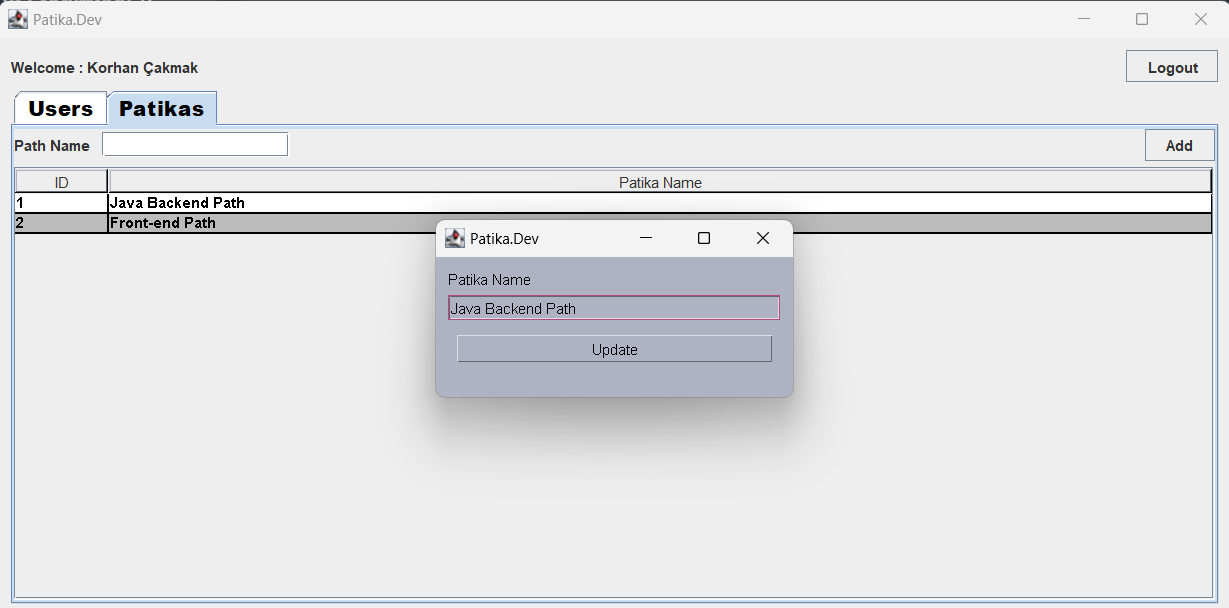 Patika.Dev
Welcome : Korhan Çakmak
Logout
Users
Patikas
Path Name
Add
ID
Patika Name
1
Java Backend Path
2
Front-end Path
Patika.Dev
Patika Name
Java Backend Path
Update